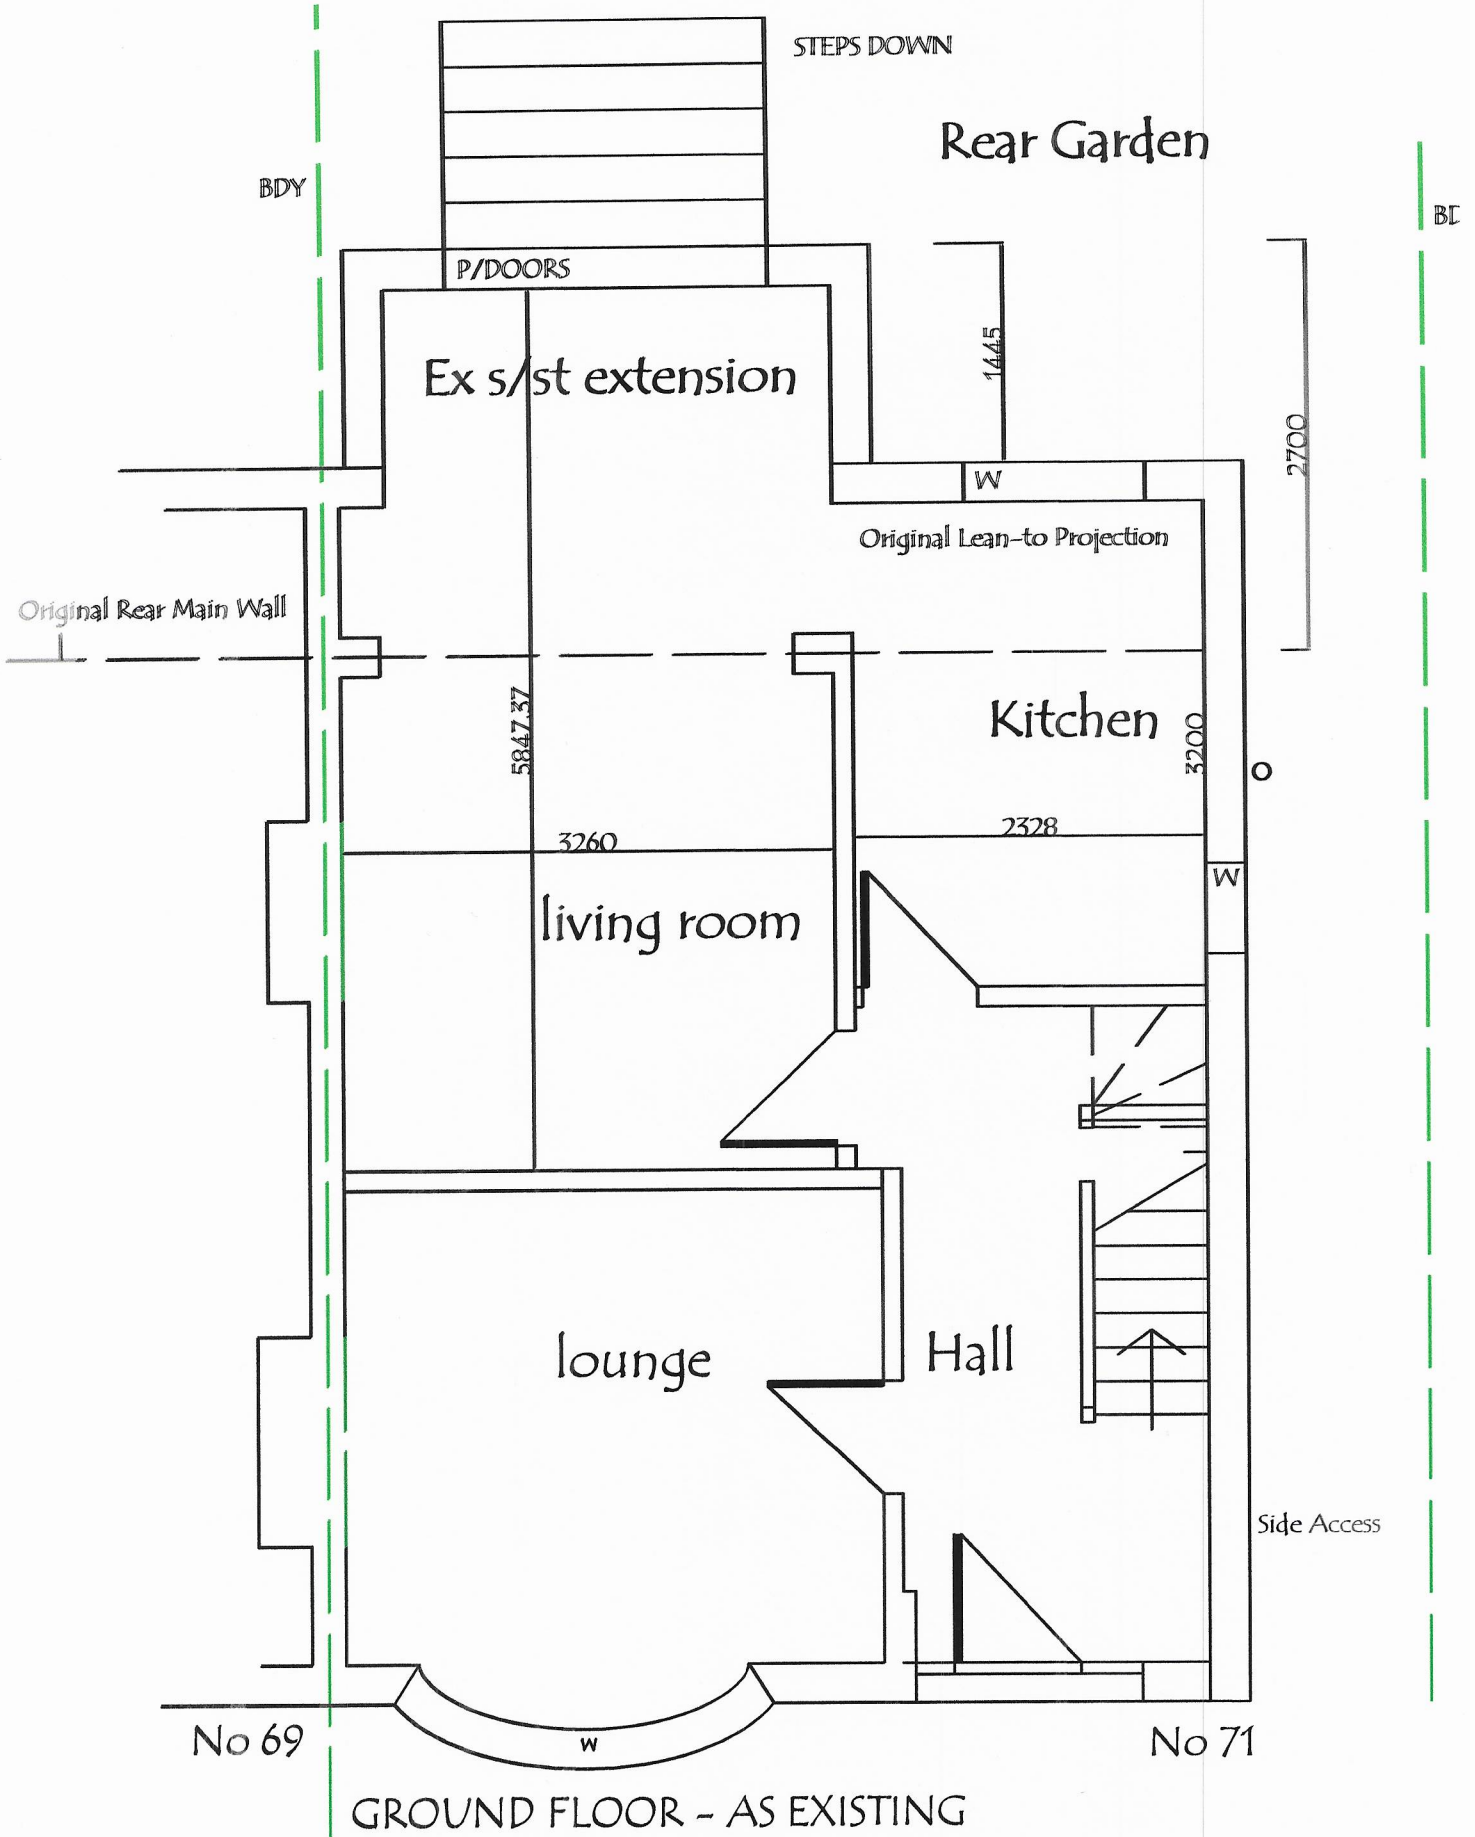 STEPS DOWN
Rear Garden
BDY
P/DOORS
Ex s/st extension
1445
2700
W
Original Lean-to Projection
Original Rear Main Wall
5847.37
Kitchen
3200
O
3260
2328
W
living room
lounge
Hall
Side Access
No 69
W
No 71
GROUND FLOOR - AS EXISTING